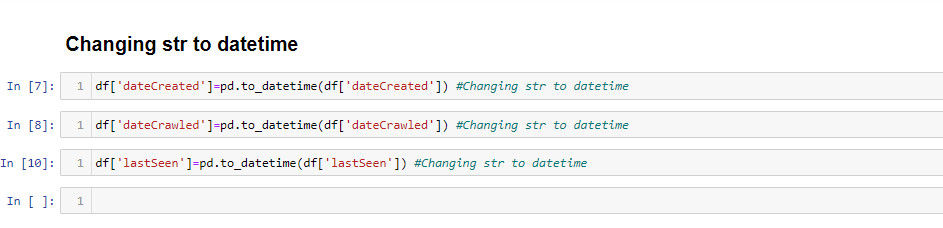 Changing str to datetime
In [7]: 1 df['dateCreated']=pd.to_datetime(df['dateCreated']) #Changing str to datetime
In [8]: 1 df['dateCrawled']=pd.to_datetime(df['dateCrawled']) #Changing str to datetime
In [10]: 1 df['lastSeen']=pd.to_datetime(df['lastSeen']) #Changing str to datetime
In [ ]: 1